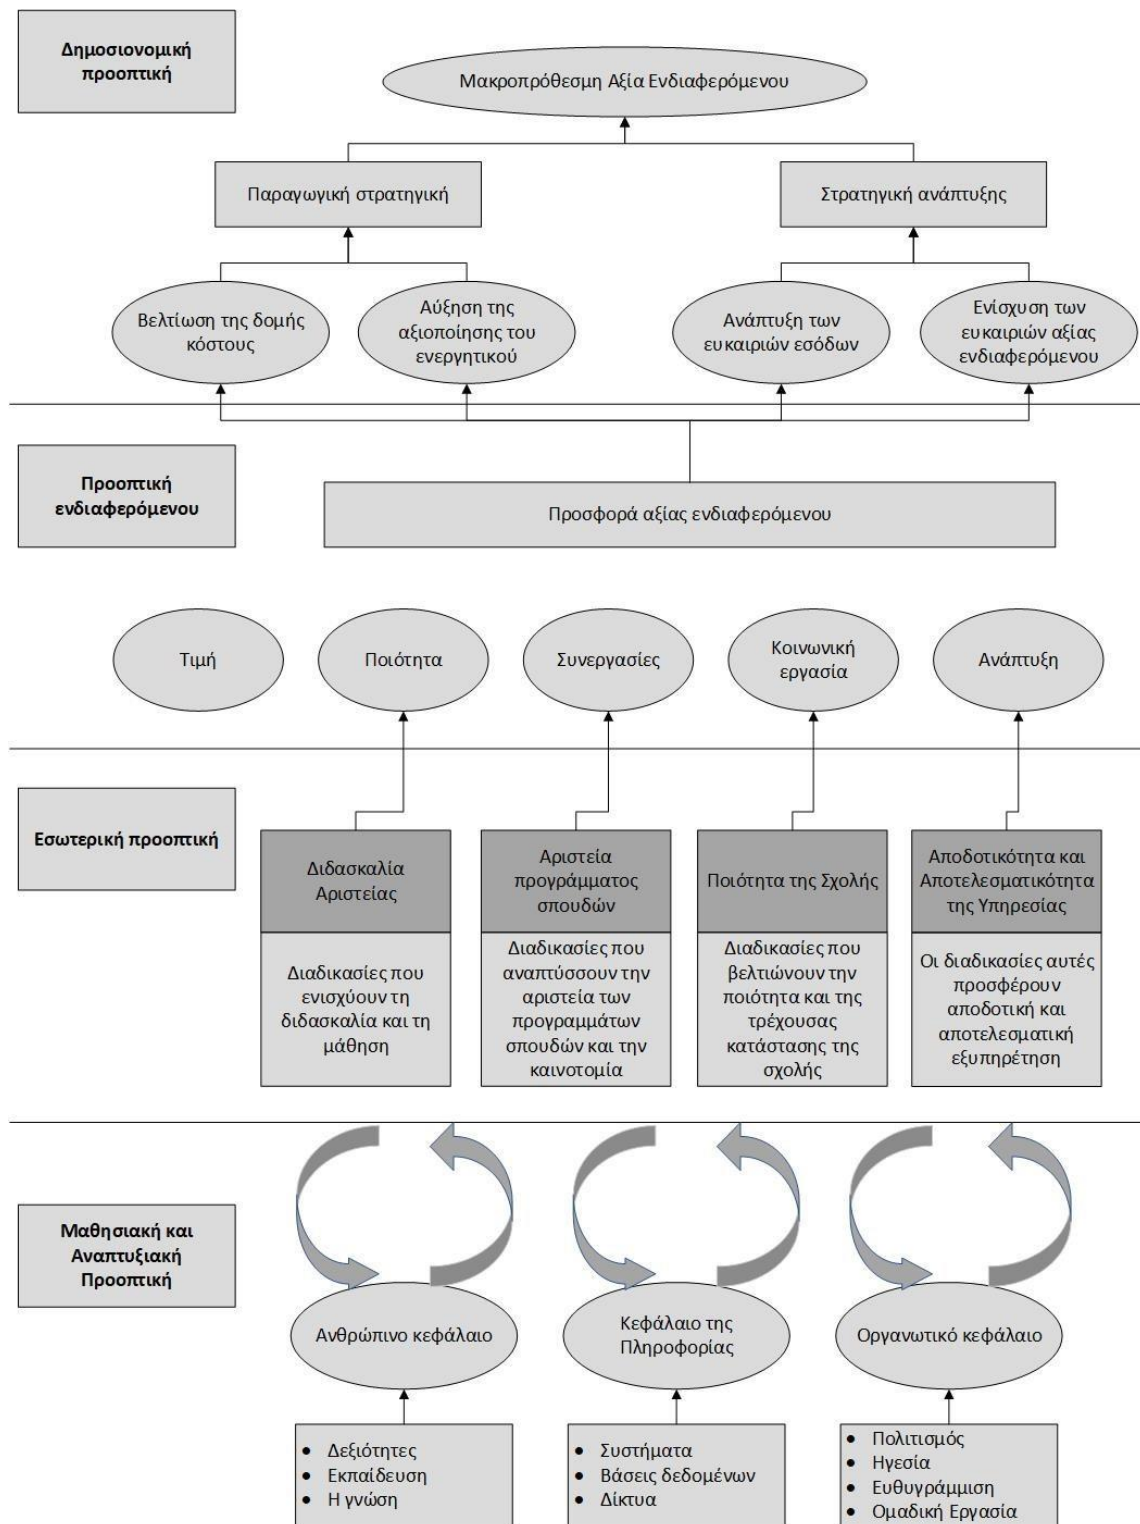 Δημοσιονομική
προοπτική
Μακροπρόθεσμη Αξία Ενδιαφερόμενου
Παραγωγική στρατηγική
Στρατηγική ανάπτυξης
Βελτίωση της δομής
κόστους
Αύξηση της
αξιοποίησης του
ενεργητικού
Ανάπτυξη των
ευκαιριών εσόδων
Ενίσχυση των
ευκαιριών αξίας
ενδιαφερόμενου
Προοπτική
ενδιαφερόμενου
Προσφορά αξίας ενδιαφερόμενου
Τιμή
Ποιότητα
Συνεργασίες
Κοινωνική
εργασία
Ανάπτυξη
Εσωτερική προοπτική
Διδασκαλία
Αριστείας
Αριστεία
προγράμματος
σπουδών
Ποιότητα της Σχολής
Αποδοτικότητα και
Αποτελεσματικότητα
της Υπηρεσίας
Διαδικασίες που
ενισχύουν τη
διδασκαλία και τη
μάθηση
Διαδικασίες που
αναπτύσσουν την
αριστεία των
προγραμμάτων
σπουδών και την
καινοτομία
Διαδικασίες που
βελτιώνουν την
ποιότητα και της
τρέχουσας
κατάστασης της
σχολής
Οι διαδικασίες αυτές
προσφέρουν
αποδοτική και
αποτελεσματική
εξυπηρέτηση
Μαθησιακή και
Αναπτυξιακή
Προοπτική
Ανθρώπινο κεφάλαιο
Κεφάλαιο της
Πληροφορίας
Οργανωτικό κεφάλαιο
• Δεξιότητες
• Εκπαίδευση
• Η γνώση
• Συστήματα
• Βάσεις δεδομένων
• Δίκτυα
• Πολιτισμός
• Ηγεσία
• Ευθυγράμμιση
• Ομαδική Εργασία